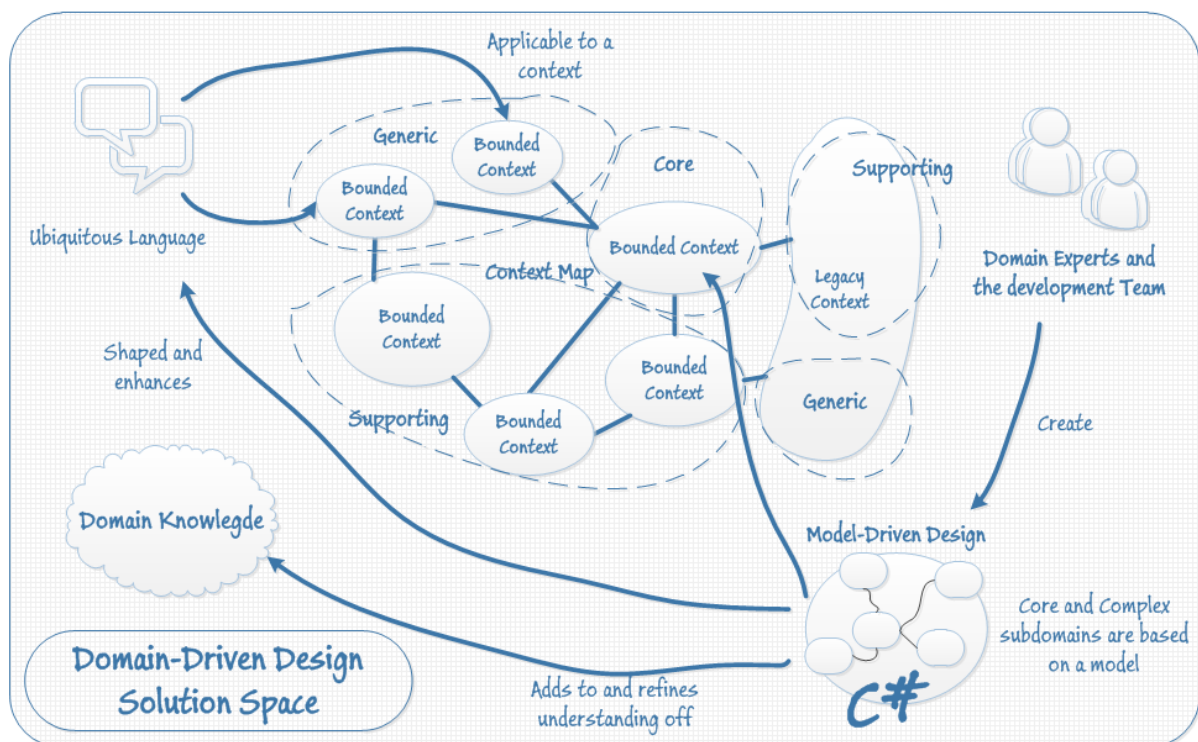 Applicable to a
context
Generic
Bounded
Context
Core
Supporting
Bounded
Context
Ubiquitous Language
Bounded Context
Context Map
Legacy
Context
Domain Experts and
the development Team
Bounded
Context
Shaped and
enhances
Bounded
Context
Generic
Supporting
Bounded
Context
Create
Domain Knowlegde
Model-Driven Design
Core and Complex
subdomains are based
on a model
Domain-Driven Design
Solution Space
Adds to and refines
understanding off
C#